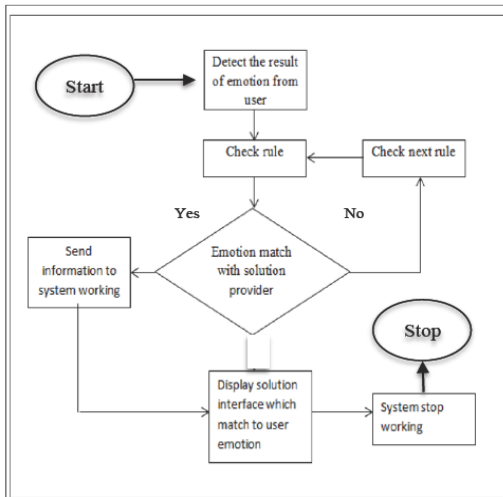 Start
Detect the result
of emotion from
user
Check rule
Check next rule
Yes
No
Emotion match
with solution
provider
Send
information to
system working
Stop
Display solution
interface which
match to user
emotion
System stop
working